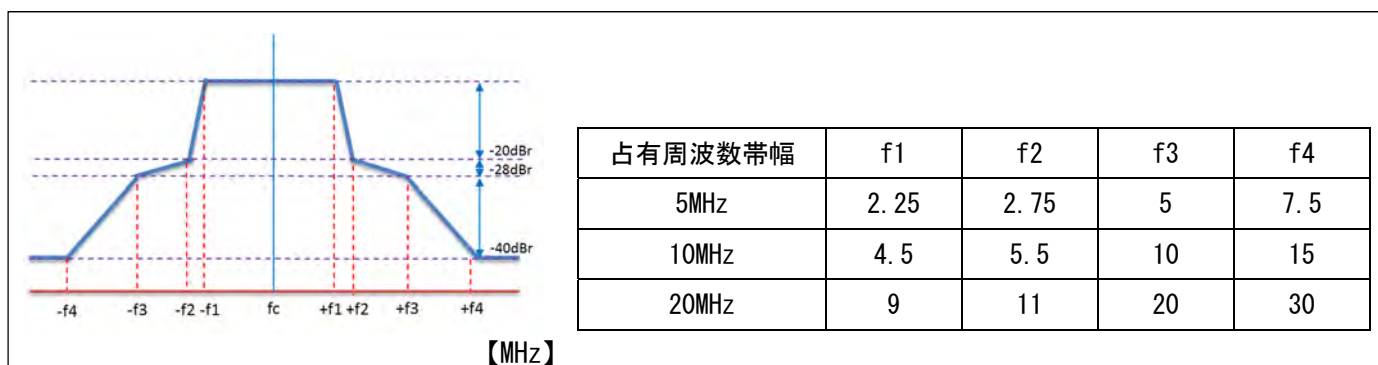 -20dBr
-28dBr
-40dBr
-f4 -f3 -f2 -f1 fc +f1 +f2 +f3 +f4
【MHz】
占有周波数帯幅 f1 f2 f3 f4
5MHz 2.25 2.75 5 7.5
10MHz 4.5 5.5 10 15
20MHz 9 11 20 30